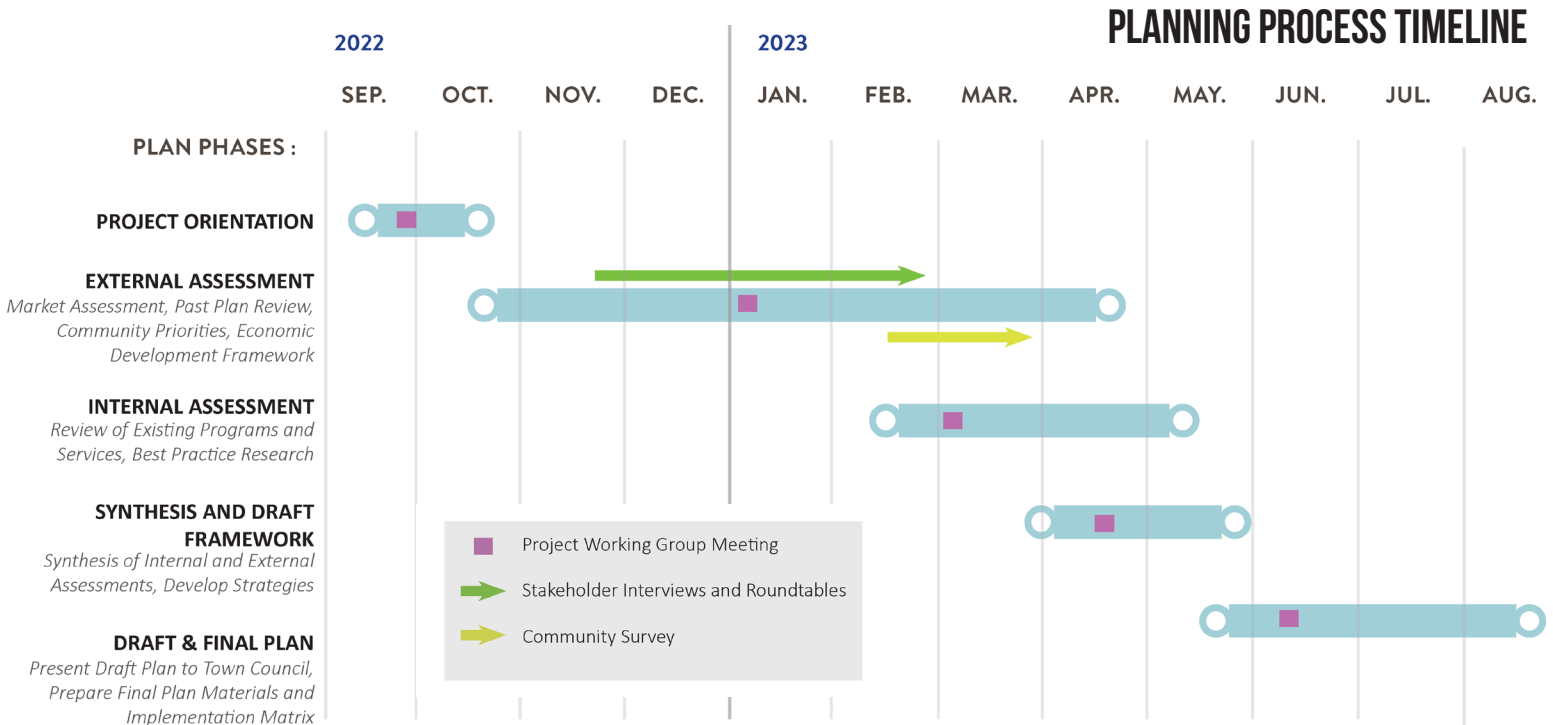 PLANNING PROCESS TIMELINE
2022
2023
SEP.
OCT.
NOV.
DEC.
JAN.
FEB.
MAR.
APR.
MAY.
JUN.
JUL.
AUG.
PLAN PHASES :
PROJECT ORIENTATION
EXTERNAL ASSESSMENT
Market Assessment, Past Plan Review,
Community Priorities, Economic
Development Framework
INTERNAL ASSESSMENT
Review of Existing Programs and
Services, Best Practice Research
SYNTHESIS AND DRAFT
FRAMEWORK
Synthesis of Internal and External
Assessments, Develop Strategies
DRAFT & FINAL PLAN
Present Draft Plan to Town Council,
Prepare Final Plan Materials and
Implementation Matrix
Project Working Group Meeting
Stakeholder Interviews and Roundtables
Community Survey